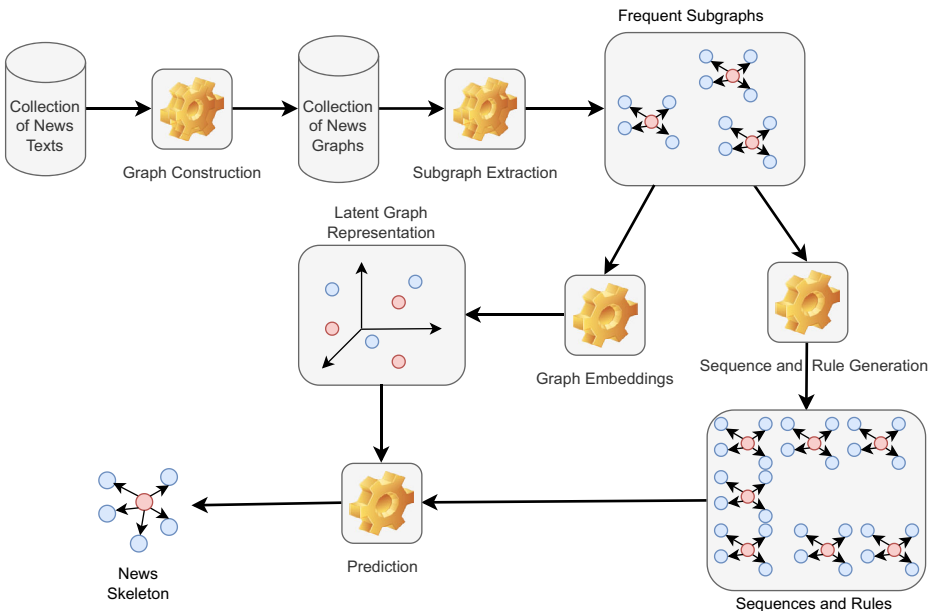 Frequent Subgraphs
Collection
of News
Texts
Graph Construction
Collection
of News
Graphs
Subgraph Extraction
Latent Graph
Representation
Graph Embeddings
Sequence and Rule Generation
News
Skeleton
Prediction
Sequences and Rules